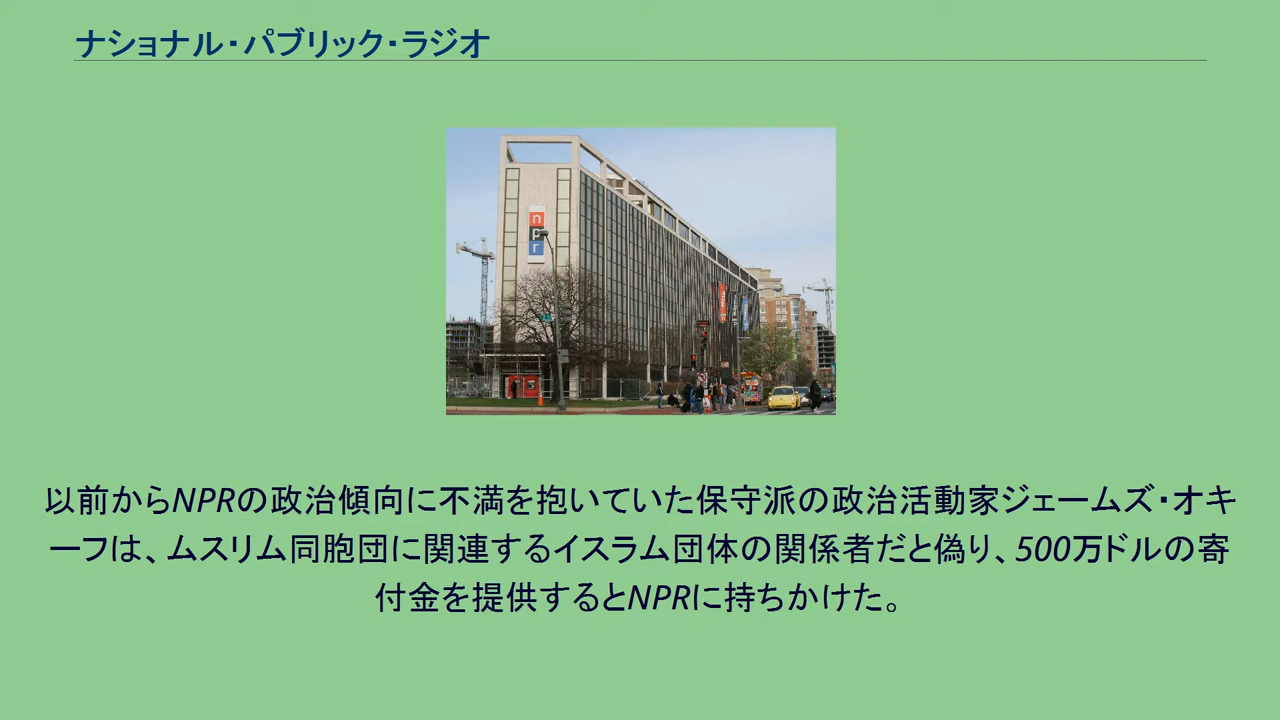 ナショナル・パブリック・ラジオ
npr
以前からNPRの政治傾向に不満を抱いていた保守派の政治活動家ジェームズ・オキ
ーフは、ムスリム同胞団に関連するイスラム団体の関係者だと偽り、500万ドルの寄
付金を提供するとNPRに持ちかけた。